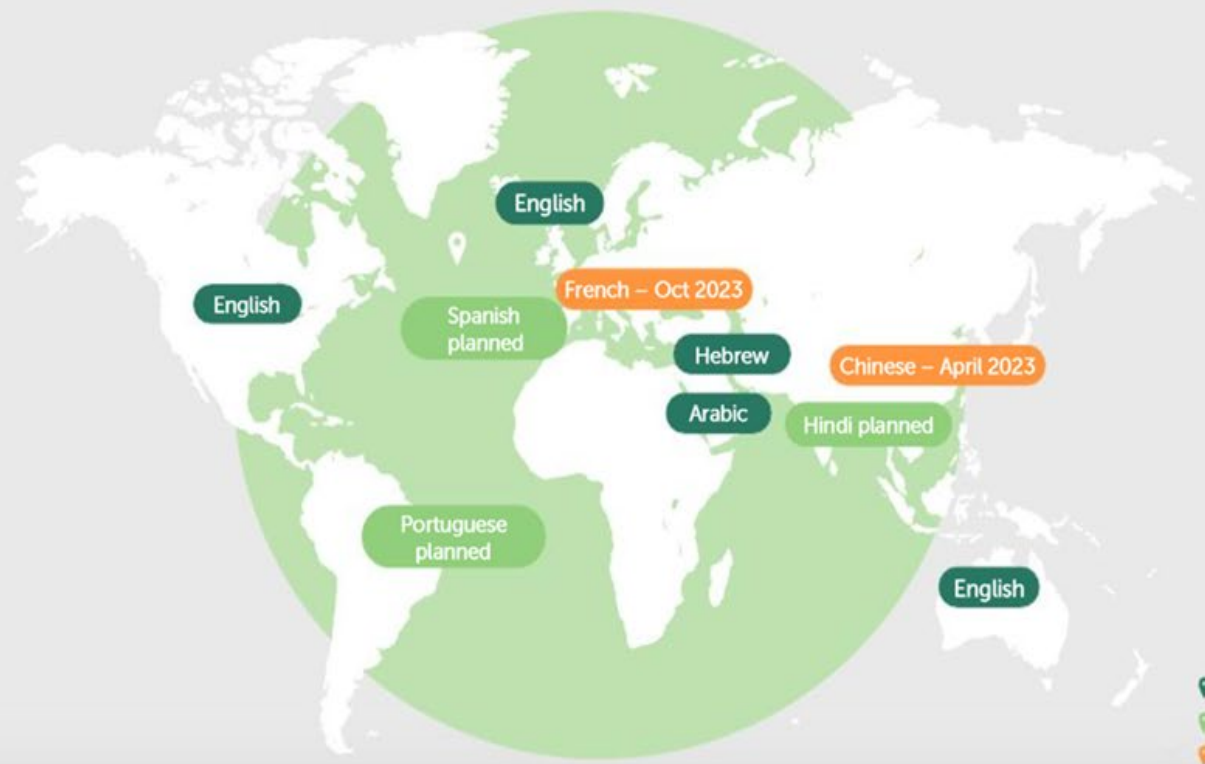 English
French – Oct 2023
English
Spanish
planned
Hebrew
Chinese – April 2023
Arabic
Hindi planned
Portuguese
planned
English